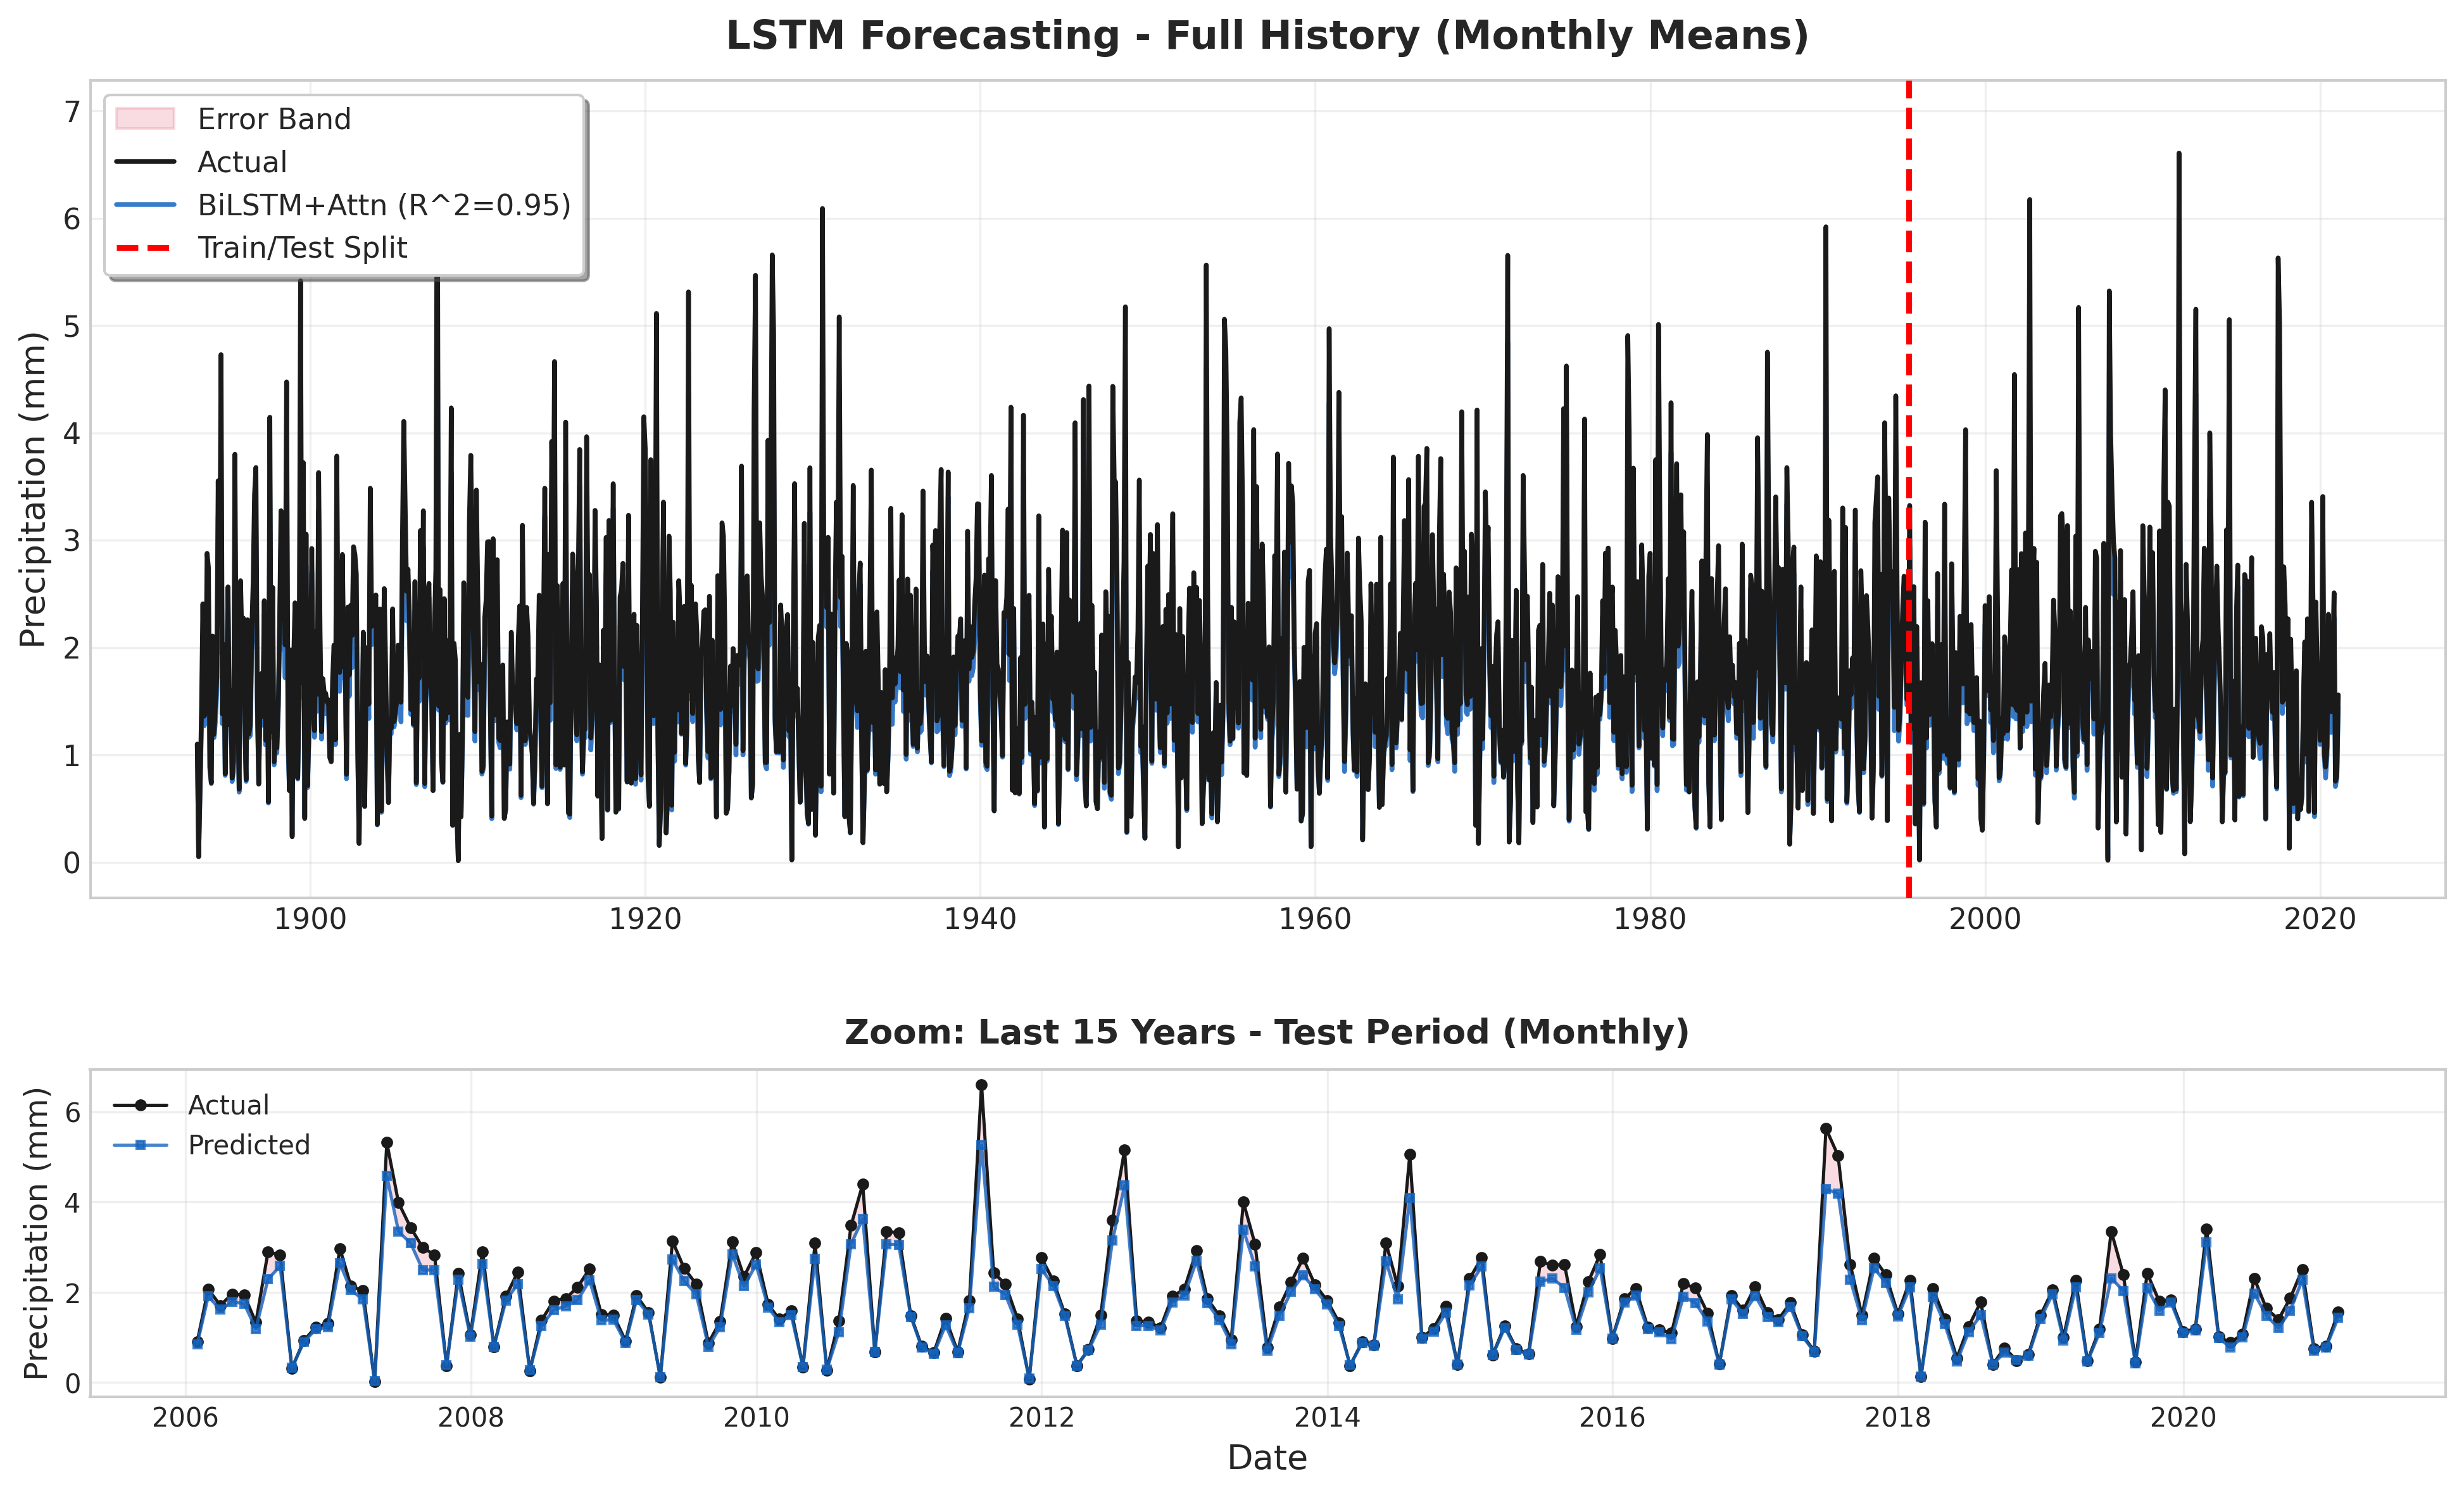 LSTM Forecasting - Full History (Monthly Means)
Precipitation (mm)
7
6
5
4
3
2
1
0
Error Band
Actual
BiLSTM+Attn (R^2=0.95)
Train/Test Split
1900 1920 1940 1960 1980 2000 2020
Zoom: Last 15 Years - Test Period (Monthly)
Precipitation (mm)
6
4
2
0
Actual
Predicted
2006 2008 2010 2012 2014 2016 2018 2020
Date